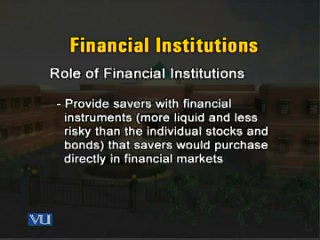 Financial Institutions
Role of Financial Institutions
- Provide savers with financial
instruments (more liquid and less
risky than the individual stocks and
bonds) that savers would purchase
directly in financial markets
VU